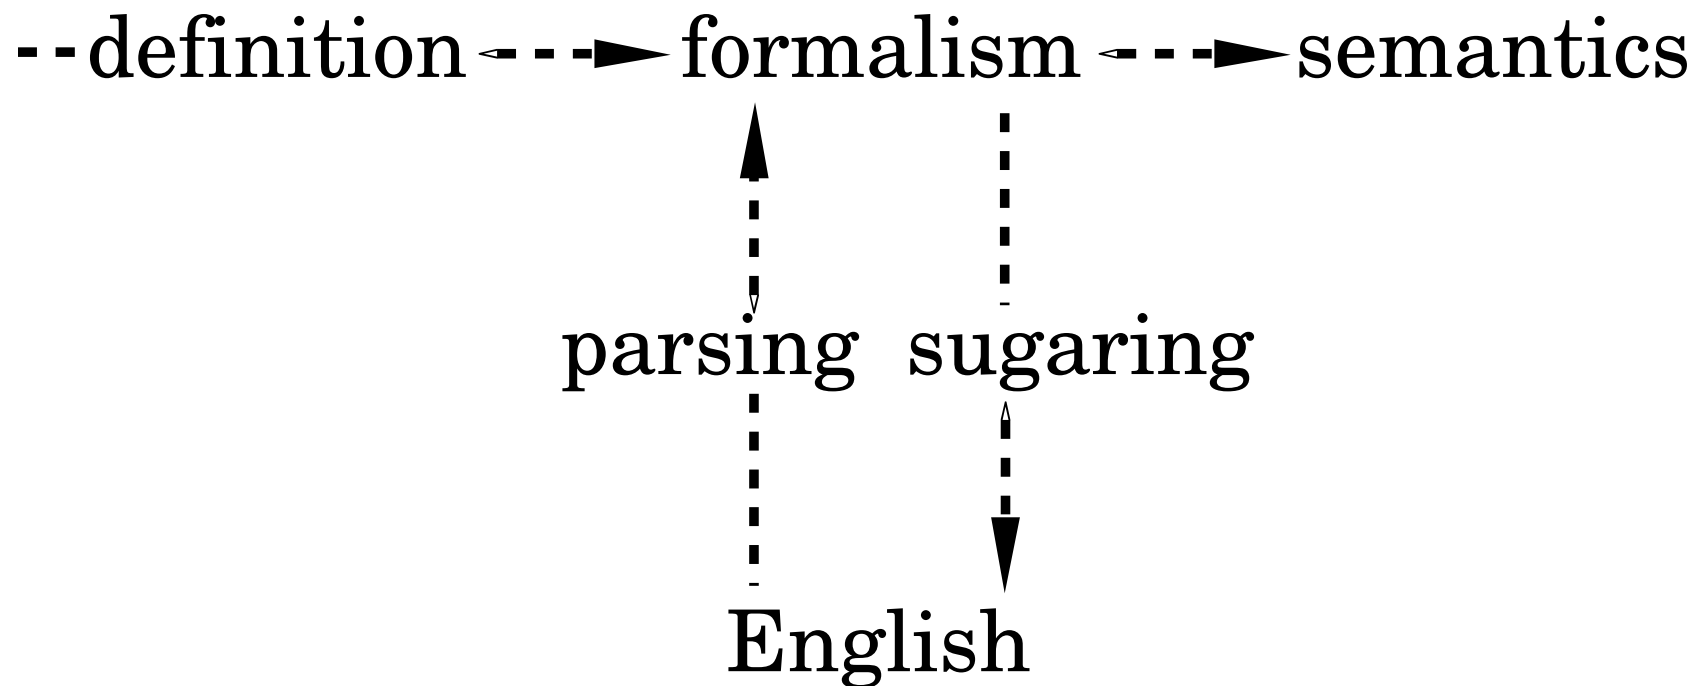 definition formalism semantics
parsing sugaring
English